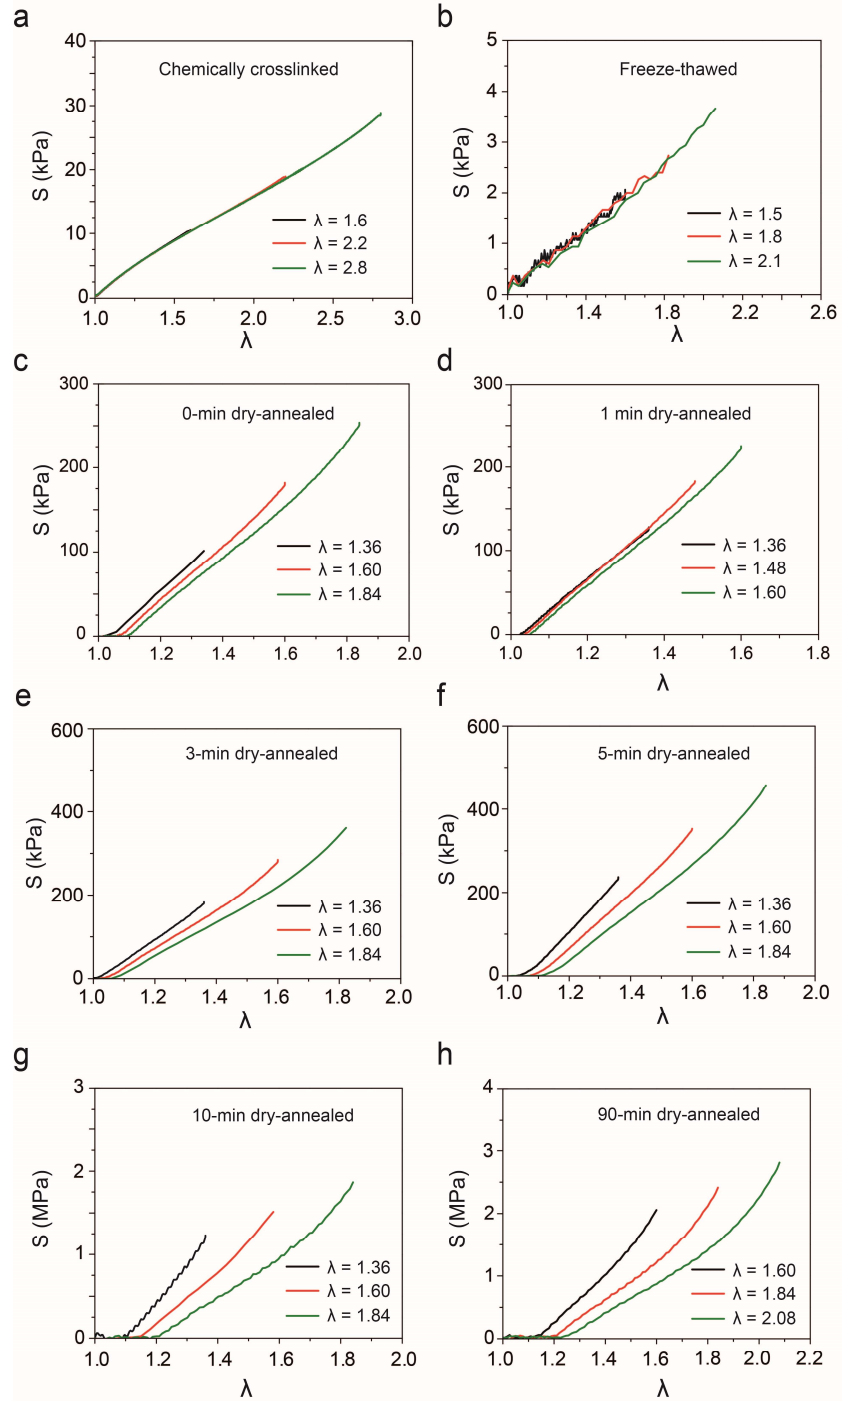 a
b
40
30
20
10
0
S (kPa)
Chemically crosslinked
λ = 1.6
λ = 2.2
λ = 2.8
1.0
1.5
2.0
2.5
3.0
λ
5
4
3
2
1
0
S (kPa)
Freeze-thawed
λ = 1.5
λ = 1.8
λ = 2.1
1.0
1.4
1.8
2.2
2.6
λ
c
d
300
200
100
0
S (kPa)
0-min dry-annealed
λ = 1.36
λ = 1.60
λ = 1.84
1.0
1.2
1.4
1.6
1.8
2.0
300
200
100
0
S (kPa)
1 min dry-annealed
λ = 1.36
λ = 1.48
λ = 1.60
1.0
1.2
1.4
1.6
1.8
λ
e
f
600
400
200
0
S (kPa)
3-min dry-annealed
λ = 1.36
λ = 1.60
λ = 1.84
1.0
1.2
1.4
1.6
1.8
2.0
λ
600
400
200
0
S (kPa)
5-min dry-annealed
λ = 1.36
λ = 1.60
λ = 1.84
1.0
1.2
1.4
1.6
1.8
2.0
λ
g
h
3
2
1
0
S (MPa)
10-min dry-annealed
λ = 1.36
λ = 1.60
λ = 1.84
1.0
1.2
1.4
1.6
1.8
2.0
λ
4
3
2
1
0
S (MPa)
90-min dry-annealed
λ = 1.60
λ = 1.84
λ = 2.08
1.0
1.2
1.4
1.6
1.8
2.0
2.2
λ